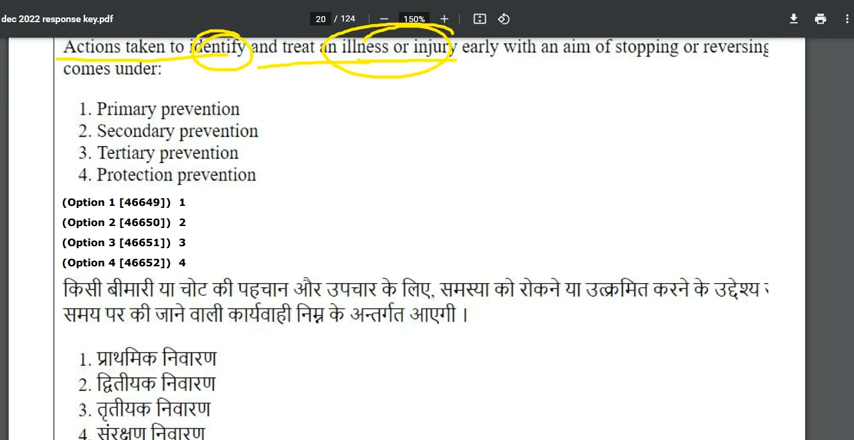 dec 2022 response key.pdf
20 / 124
150%
Actions taken to identify and treat an illness or injury early with an aim of stopping or reversing
comes under:
1. Primary prevention
2. Secondary prevention
3. Tertiary prevention
4. Protection prevention
(Option 1 [46649]) 1
(Option 2 [46650]) 2
(Option 3 [46651]) 3
(Option 4 [46652]) 4
किसी बीमारी या चोट की पहचान और उपचार के लिए, समस्या को रोकने या उत्क्रमित करने के उद्देश्य
समय पर की जाने वाली कार्यवाही निम्न के अन्तर्गत आएगी ।
1. प्राथमिक निवारण
2. द्वितीयक निवारण
3. तृतीयक निवारण
4. संरक्षण निवारण